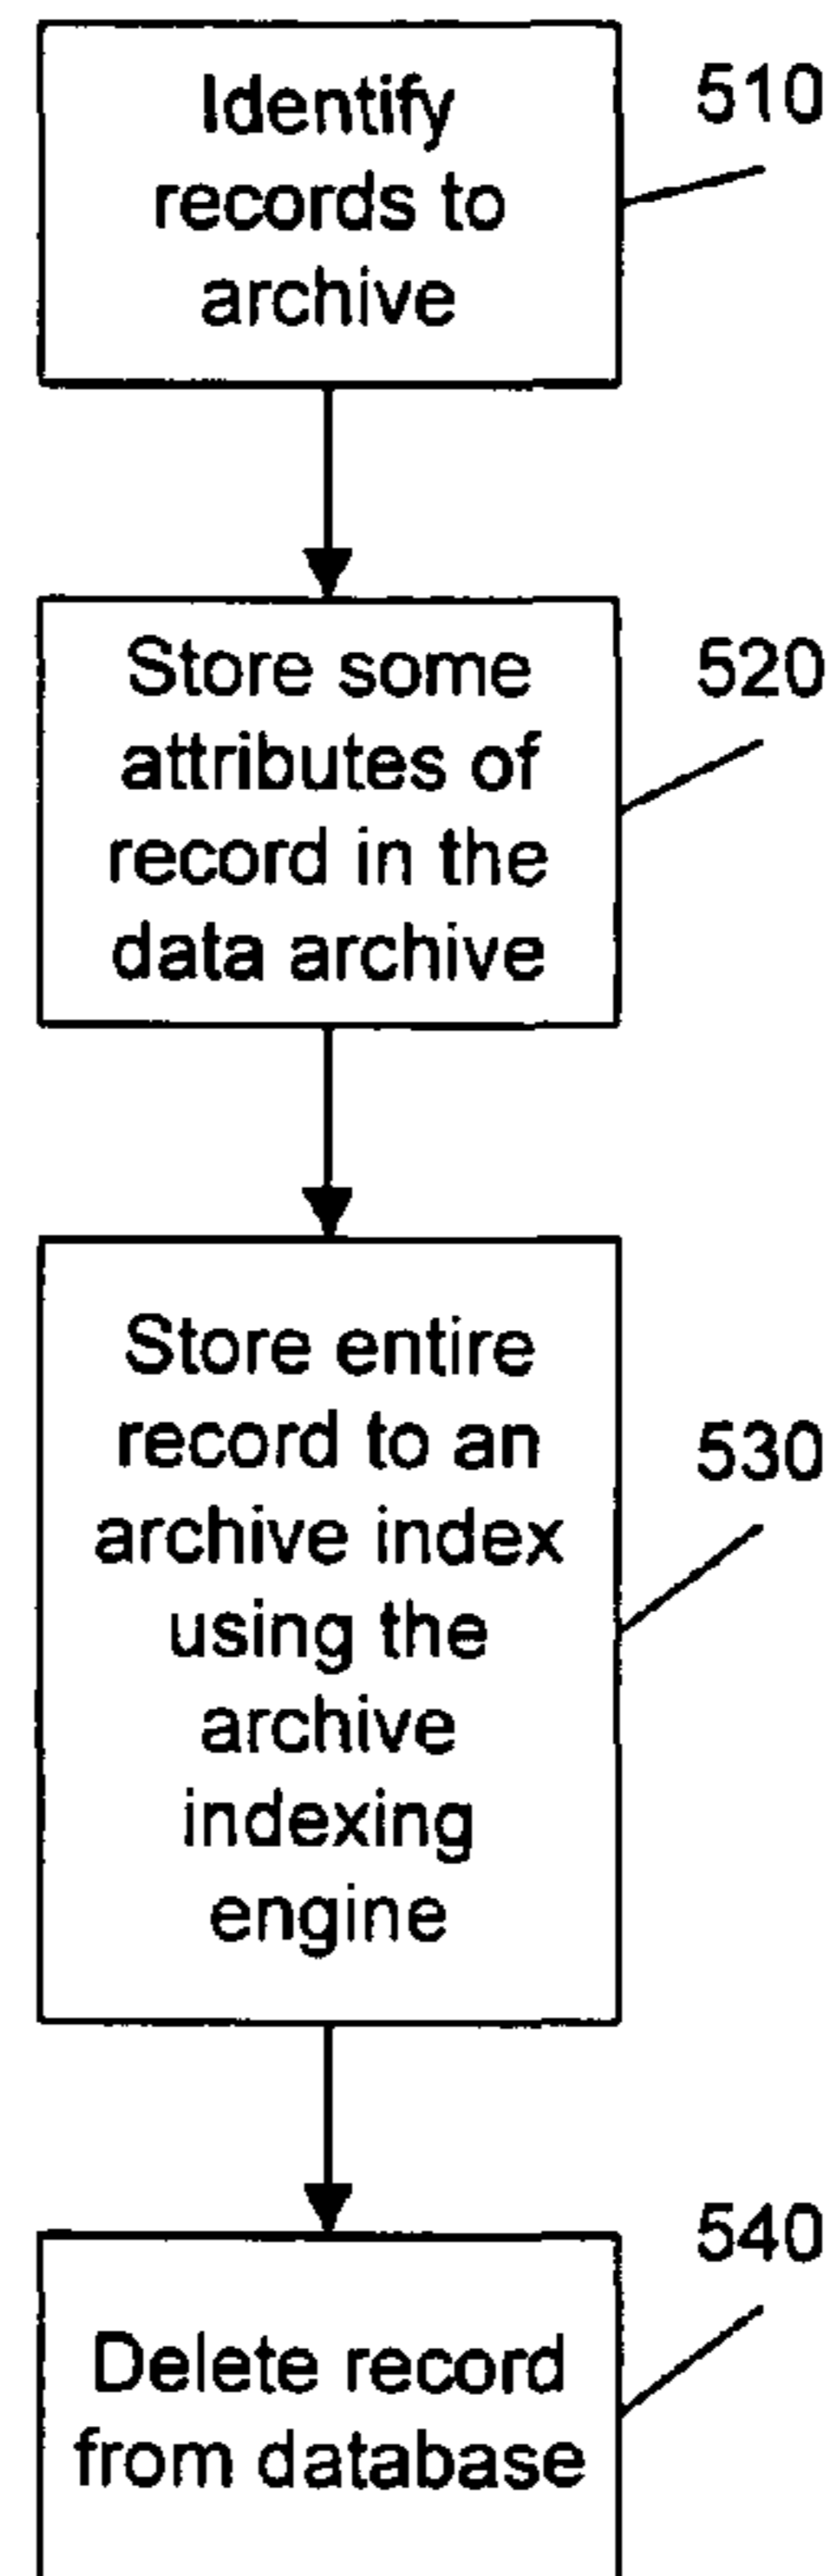 Identify
records to
archive
510
Store some
attributes of
record in the
data archive
520
Store entire
record to an
archive index
using the
archive
indexing
engine
530
Delete record
from database
540